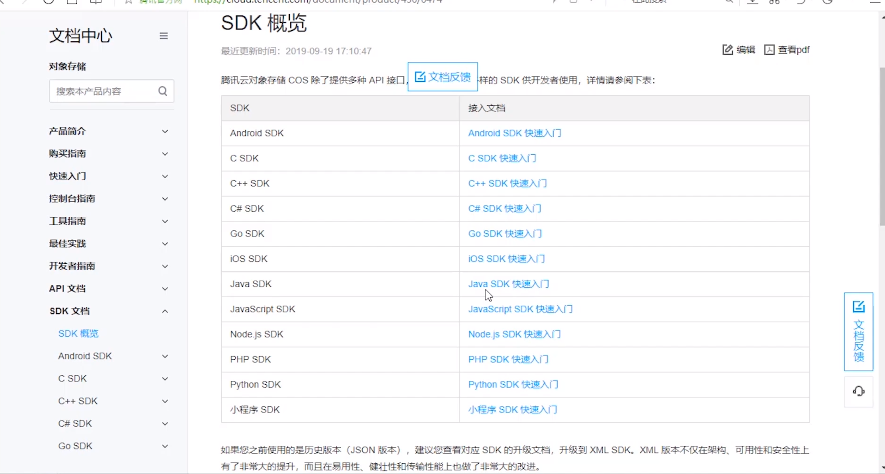 https://cloud.tencent.com/document/product/436/6474
文档中心
对象存储
搜索本产品内容
产品简介
购买指南
快速入门
控制台指南
工具指南
最佳实践
开发者指南
API 文档
SDK 文档
SDK 概览
Android SDK
C SDK
C++ SDK
C# SDK
Go SDK
SDK 概览
最近更新时间：2019-09-19 17:10:47
编辑 查看pdf
腾讯云对象存储 COS 除了提供多种 API 接口， 样的 SDK 供开发者使用，详情请参阅下表：
文档反馈
SDK 接入文档
Android SDK Android SDK 快速入门
C SDK C SDK 快速入门
C++ SDK C++ SDK 快速入门
C# SDK C# SDK 快速入门
Go SDK Go SDK 快速入门
iOS SDK iOS SDK 快速入门
Java SDK Java SDK 快速入门
JavaScript SDK JavaScript SDK 快速入门
Node.js SDK Node.js SDK 快速入门
PHP SDK PHP SDK 快速入门
Python SDK Python SDK 快速入门
小程序 SDK 小程序 SDK 快速入门
如果您之前使用的是历史版本（JSON 版本），建议您查看对应 SDK 的升级文档，升级到 XML SDK。XML 版本不仅在架构、可用性和安全性上
有了非常大的提升，而且在易用性、健壮性和传输性能上也做了非常大的改进。
文档反馈